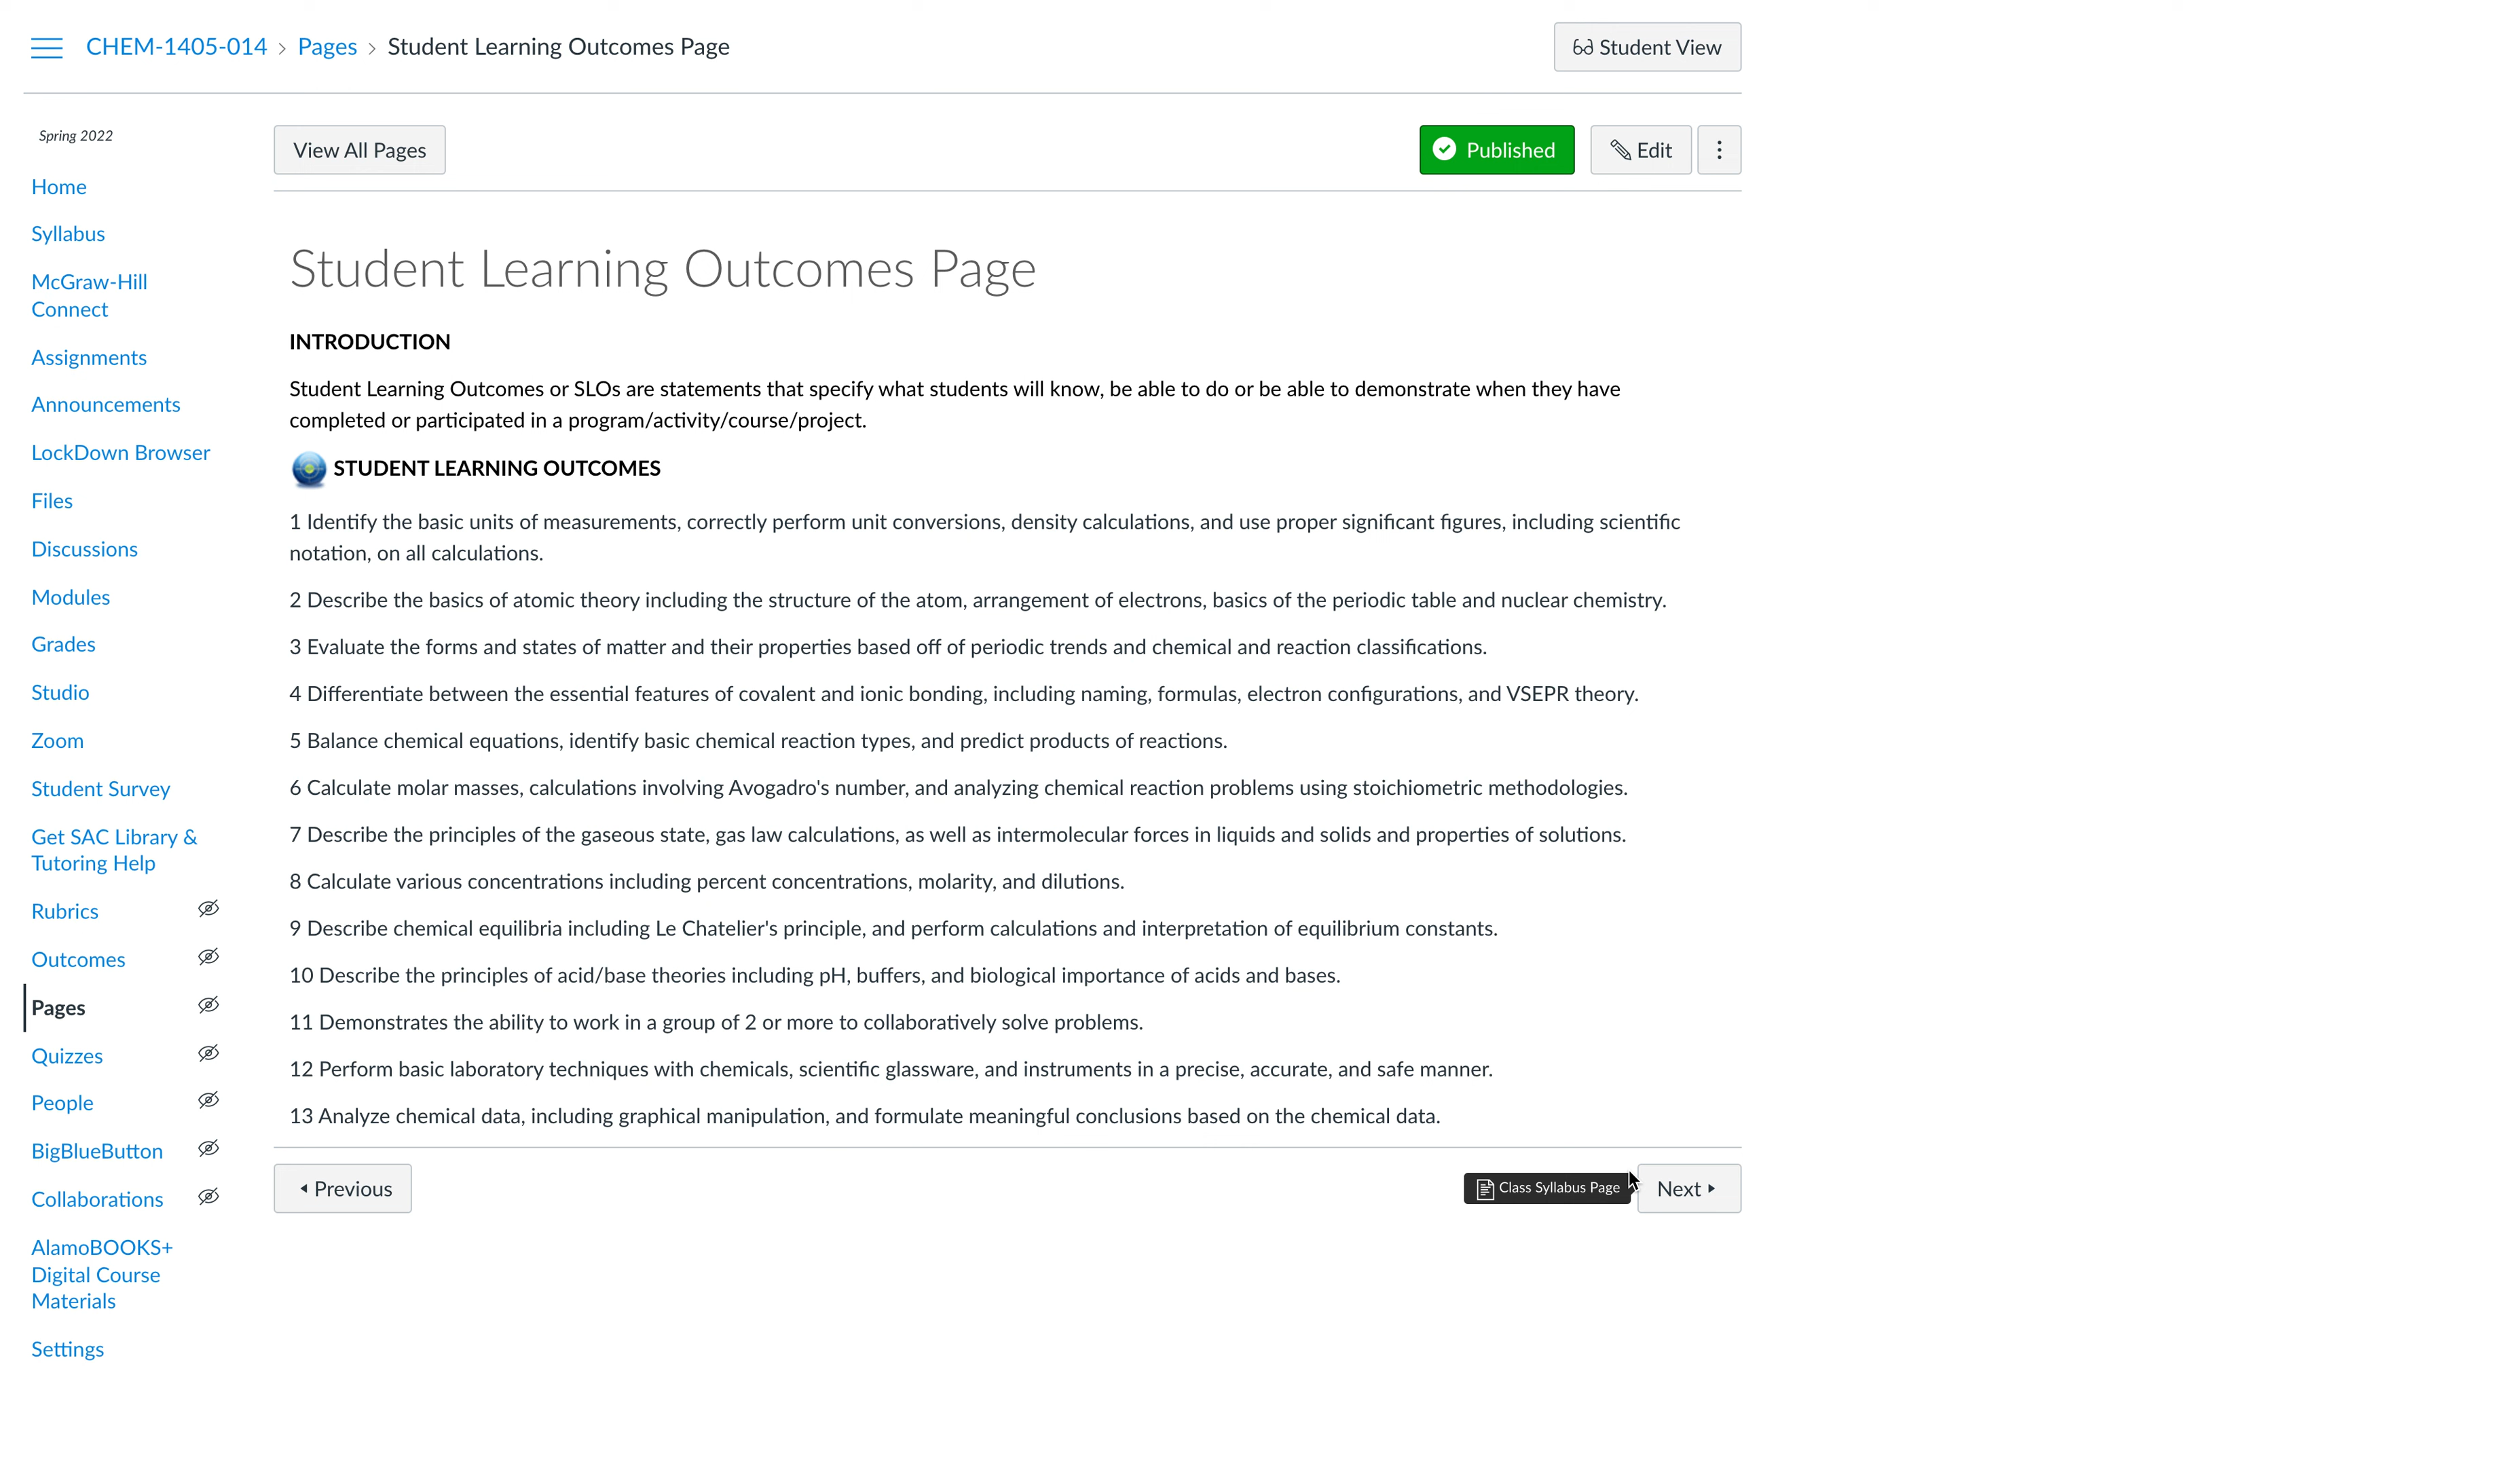 CHEM-1405-014 › Pages › Student Learning Outcomes Page
Student View
Spring 2022
Home
Syllabus
McGraw-Hill
Connect
Assignments
Announcements
LockDown Browser
Files
Discussions
Modules
Grades
Studio
Zoom
Student Survey
Get SAC Library &
Tutoring Help
Rubrics
Outcomes
Pages
Quizzes
People
BigBlueButton
Collaborations
AlamoBOOKS+
Digital Course
Materials
Settings
View All Pages
Published
Edit
Student Learning Outcomes Page
INTRODUCTION
Student Learning Outcomes or SLOs are statements that specify what students will know, be able to do or be able to demonstrate when they have
completed or participated in a program/activity/course/project.
STUDENT LEARNING OUTCOMES
1 Identify the basic units of measurements, correctly perform unit conversions, density calculations, and use proper significant figures, including scientific
notation, on all calculations.
2 Describe the basics of atomic theory including the structure of the atom, arrangement of electrons, basics of the periodic table and nuclear chemistry.
3 Evaluate the forms and states of matter and their properties based off of periodic trends and chemical and reaction classifications.
4 Differentiate between the essential features of covalent and ionic bonding, including naming, formulas, electron configurations, and VSEPR theory.
5 Balance chemical equations, identify basic chemical reaction types, and predict products of reactions.
6 Calculate molar masses, calculations involving Avogadro's number, and analyzing chemical reaction problems using stoichiometric methodologies.
7 Describe the principles of the gaseous state, gas law calculations, as well as intermolecular forces in liquids and solids and properties of solutions.
8 Calculate various concentrations including percent concentrations, molarity, and dilutions.
9 Describe chemical equilibria including Le Chatelier's principle, and perform calculations and interpretation of equilibrium constants.
10 Describe the principles of acid/base theories including pH, buffers, and biological importance of acids and bases.
11 Demonstrates the ability to work in a group of 2 or more to collaboratively solve problems.
12 Perform basic laboratory techniques with chemicals, scientific glassware, and instruments in a precise, accurate, and safe manner.
13 Analyze chemical data, including graphical manipulation, and formulate meaningful conclusions based on the chemical data.
Previous
Class Syllabus Page
Next